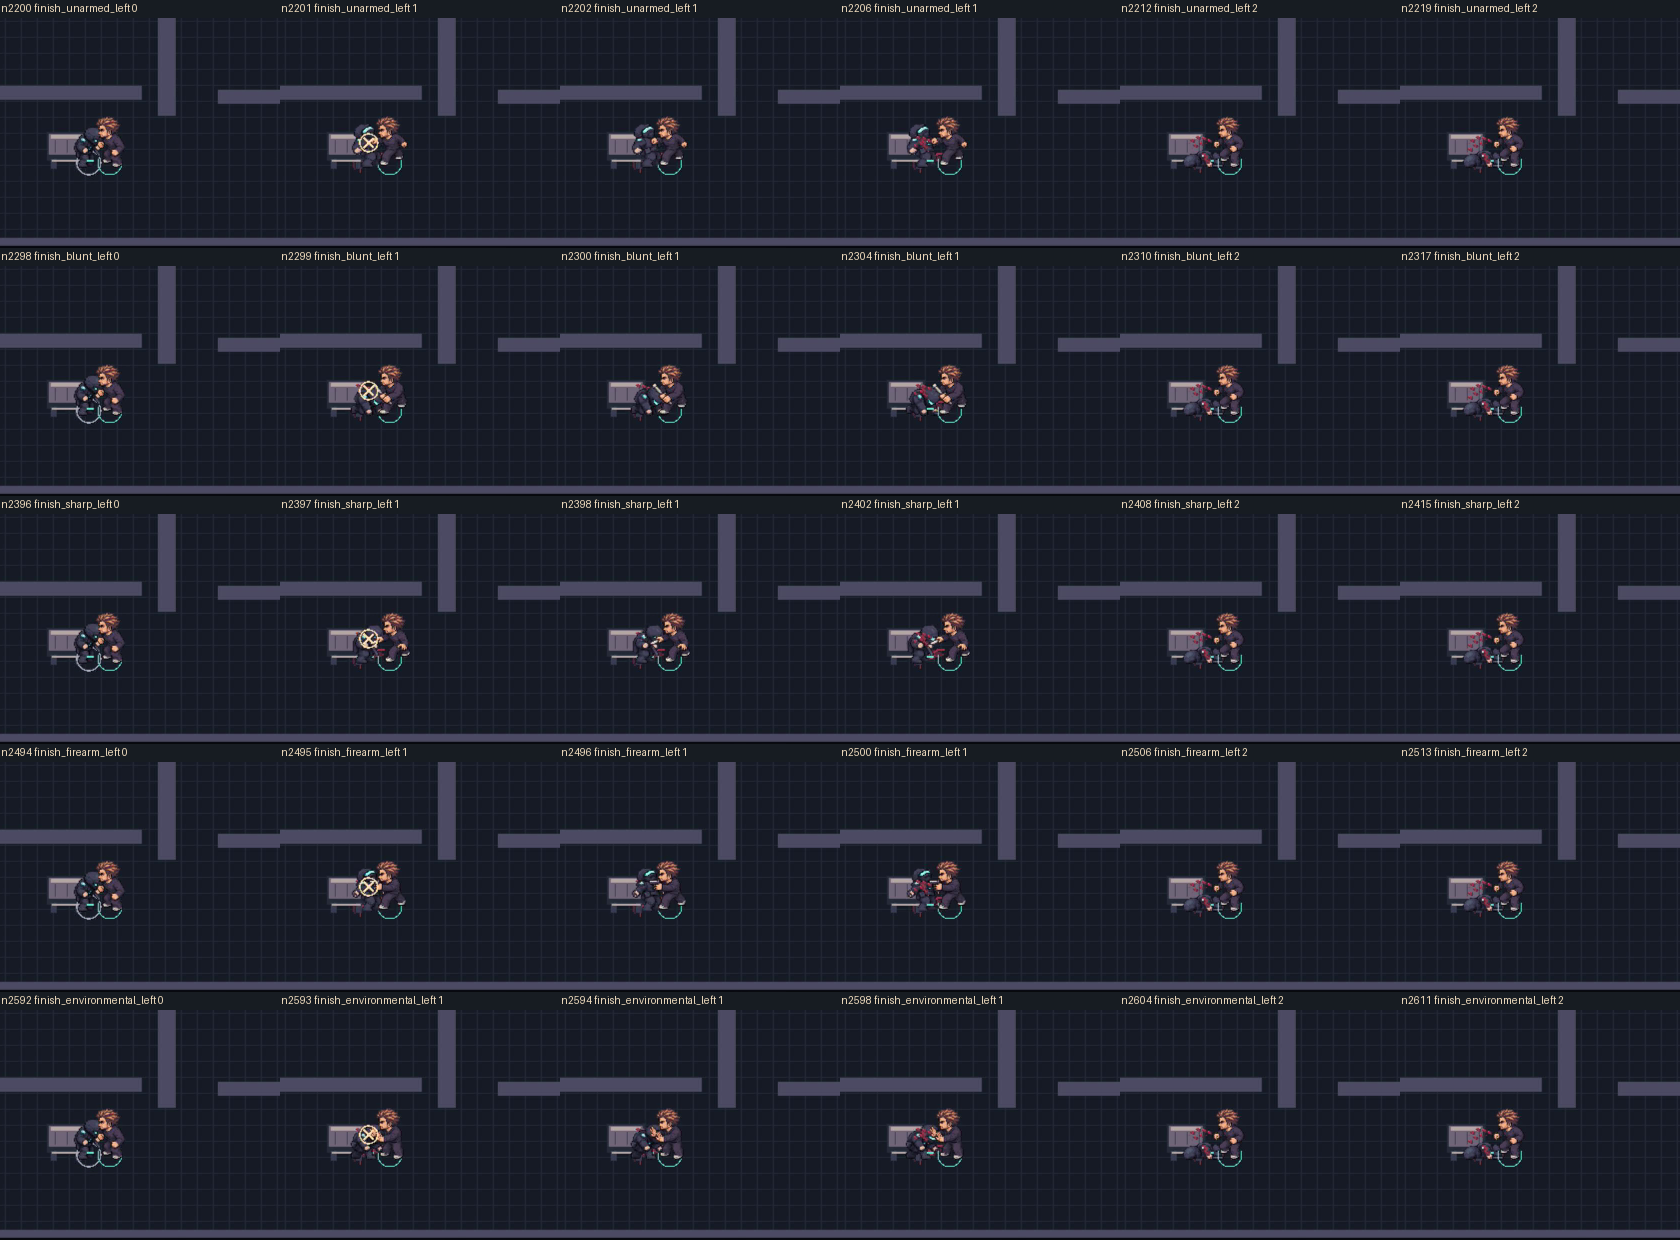 n2200 finish_unarmed_left 0
n2201 finish_unarmed_left 1
n2202 finish_unarmed_left 1
n2206 finish_unarmed_left 1
n2212 finish_unarmed_left 2
n2219 finish_unarmed_left 2
n2298 finish_blunt_left 0
n2299 finish_blunt_left 1
n2300 finish_blunt_left 1
n2304 finish_blunt_left 1
n2310 finish_blunt_left 2
n2317 finish_blunt_left 2
n2396 finish_sharp_left 0
n2397 finish_sharp_left 1
n2398 finish_sharp_left 1
n2402 finish_sharp_left 1
n2408 finish_sharp_left 2
n2415 finish_sharp_left 2
n2494 finish_firearm_left 0
n2495 finish_firearm_left 1
n2496 finish_firearm_left 1
n2500 finish_firearm_left 1
n2506 finish_firearm_left 2
n2513 finish_firearm_left 2
n2592 finish_environmental_left 0
n2593 finish_environmental_left 1
n2594 finish_environmental_left 1
n2598 finish_environmental_left 1
n2604 finish_environmental_left 2
n2611 finish_environmental_left 2